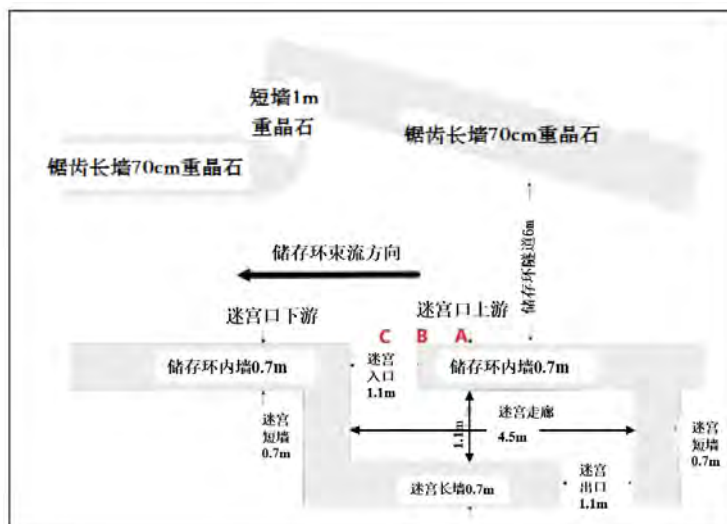 短墙1m
重晶石
锯齿长墙70cm重晶石
锯齿长墙70cm重晶石
储存环隧道6m
储存环束流方向
迷宫口下游
迷宫口上游
C B A
储存环内墙0.7m
迷宫
入口
1.1m
储存环内墙0.7m
迷宫
短墙
0.7m
1.1m
迷宫走廊
4.5m
迷宫
短墙
0.7m
迷宫长墙0.7m
迷宫
出口
1.1m